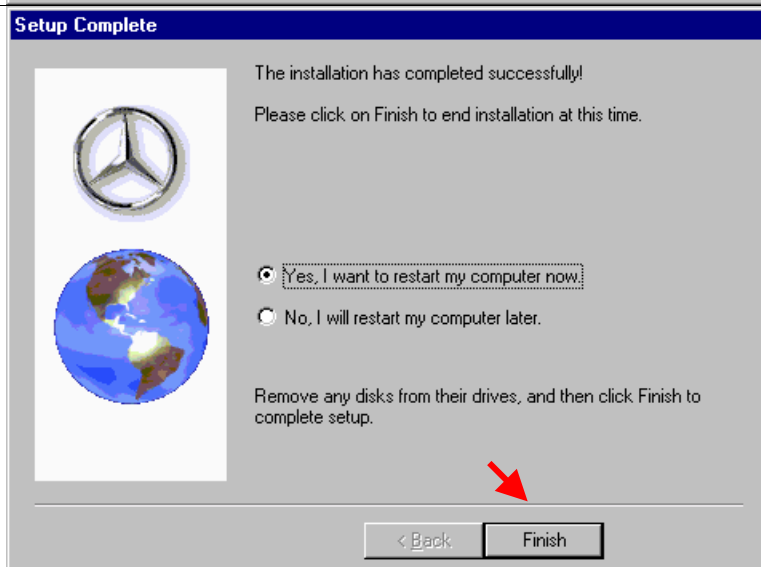 Setup Complete
The installation has completed successfully!
Please click on Finish to end installation at this time.
Yes, I want to restart my computer now.
No, I will restart my computer later.
Remove any disks from their drives, and then click Finish to
complete setup.
< Back
Finish